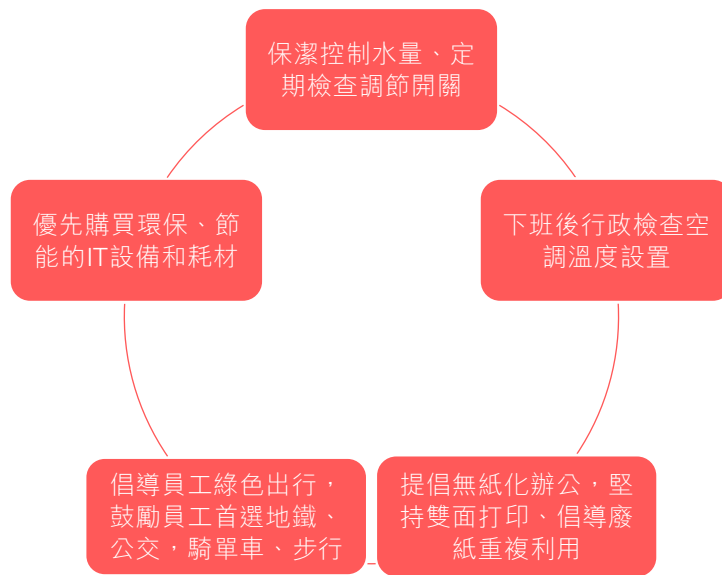 保潔控制水量、定
期檢查調節開關
優先購買環保、節
能的IT設備和耗材
下班後行政檢查空
調溫度設置
倡導員工綠色出行，
鼓勵員工首選地鐵、
公交，騎單車、步行
提倡無紙化辦公，堅
持雙面打印、倡導廢
紙重複利用